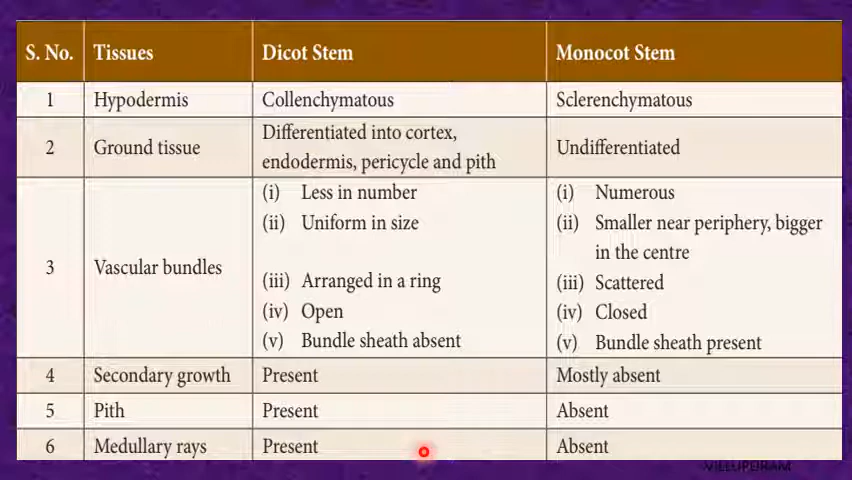 S. No. Tissues Dicot Stem Monocot Stem
1 Hypodermis Collenchymatous Sclerenchymatous
2 Ground tissue Differentiated into cortex, endodermis, pericycle and pith Undifferentiated
3 Vascular bundles
(i) Less in number
(ii) Uniform in size
(iii) Arranged in a ring
(iv) Open
(v) Bundle sheath absent
(i) Numerous
(ii) Smaller near periphery, bigger
in the centre
(iii) Scattered
(iv) Closed
(v) Bundle sheath present
4 Secondary growth Present Mostly absent
5 Pith Present Absent
6 Medullary rays Present Absent